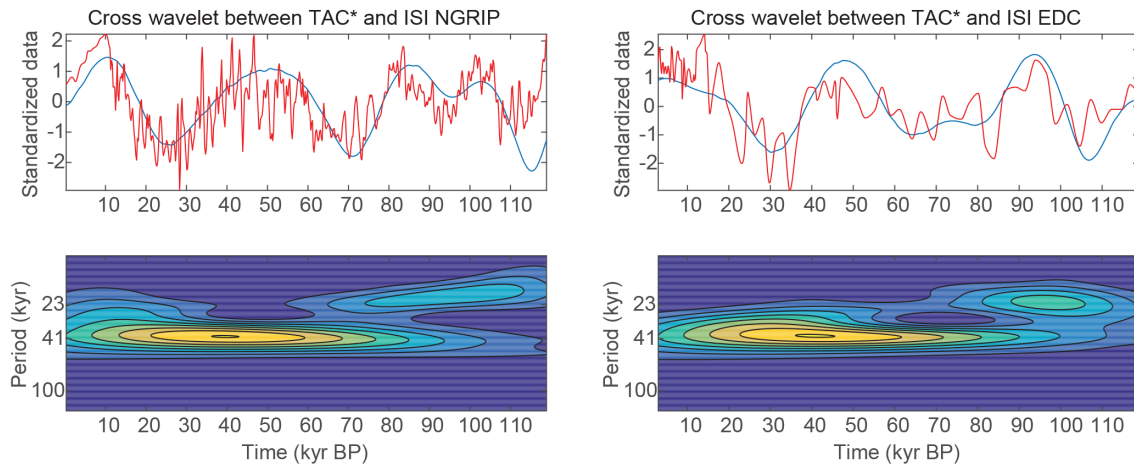 Cross wavelet between TAC* and ISI NGRIP
Standardized data
2
1
0
-1
-2
10 20 30 40 50 60 70 80 90 100 110
Period (kyr)
23
41
100
10 20 30 40 50 60 70 80 90 100 110
Time (kyr BP)
Cross wavelet between TAC* and ISI EDC
Standardized data
2
1
0
-1
-2
10 20 30 40 50 60 70 80 90 100 110
Period (kyr)
23
41
100
10 20 30 40 50 60 70 80 90 100 110
Time (kyr BP)